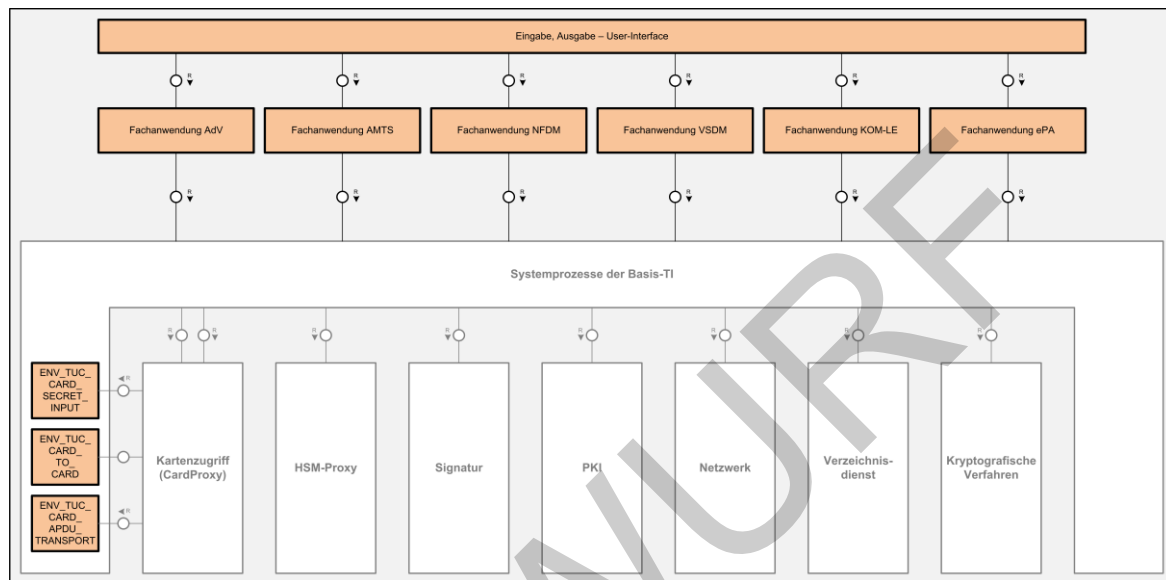 Eingabe, Ausgabe – User-Interface
R
R
R
R
R
R
Fachanwendung AdV
Fachanwendung AMTS
Fachanwendung NFDM
Fachanwendung VSDM
Fachanwendung KOM-LE
Fachanwendung ePA
R
R
R
R
R
R
Systemprozesse der Basis-TI
R
R
R
R
R
R
R
R
ENV_TUC_
CARD_
SECRET_
INPUT
R
ENV_TUC_
CARD_
TO_
CARD
ENV_TUC_
CARD_
APDU_
TRANSPORT
R
Kartenzugriff
(CardProxy)
HSM-Proxy
Signatur
PKI
Netzwerk
Verzeichnis-
dienst
Kryptografische
Verfahren
WURF